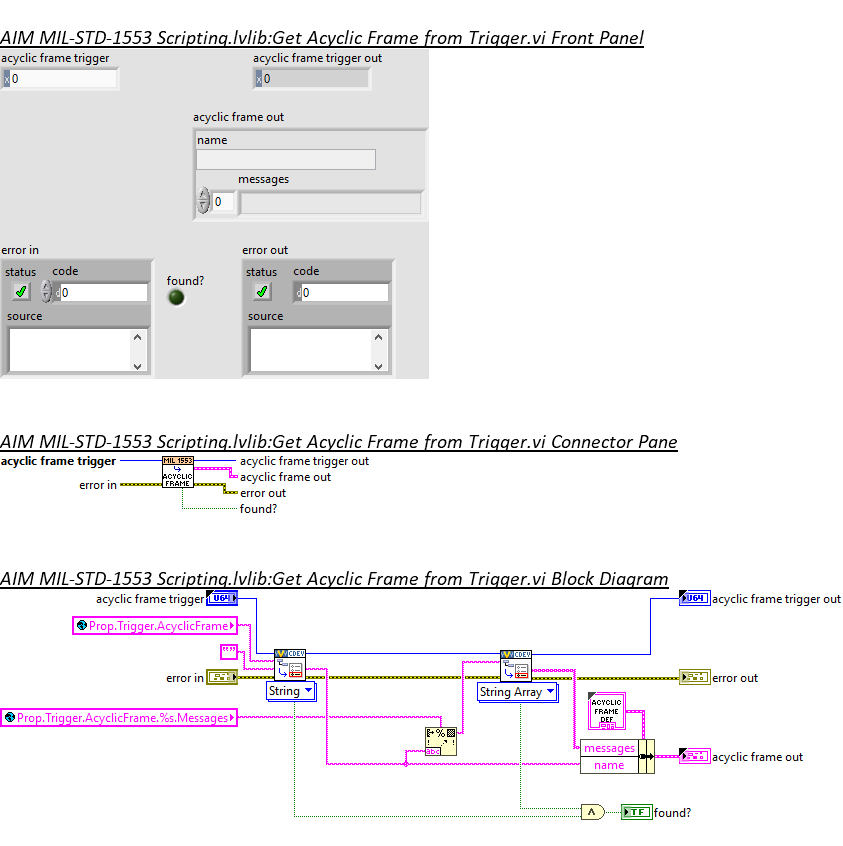 AIM MIL-STD-1553 Scripting.lvlib:Get Acyclic Frame from Trigger.vi Front Panel
acyclic frame trigger
acyclic frame trigger out
x 0
x 0
acyclic frame out
name
messages
0
error in
error out
status code
found?
status code
d 0
d 0
source
source
AIM MIL-STD-1553 Scripting.lvlib:Get Acyclic Frame from Trigger.vi Connector Pane
acyclic frame trigger
MIL 1553
ACYCLIC
FRAME
acyclic frame trigger out
acyclic frame out
error in
error out
found?
AIM MIL-STD-1553 Scripting.lvlib:Get Acyclic Frame from Trigger.vi Block Diagram
acyclic frame trigger
U64
U64
acyclic frame trigger out
Prop.Trigger.AcyclicFrame
""
CDEV
CDEV
error in
error out
String
String Array
ACYCLIC
FRAME
DEF
Prop.Trigger.AcyclicFrame.%s.Messages
%
abc
messages
name
acyclic frame out
TF
found?